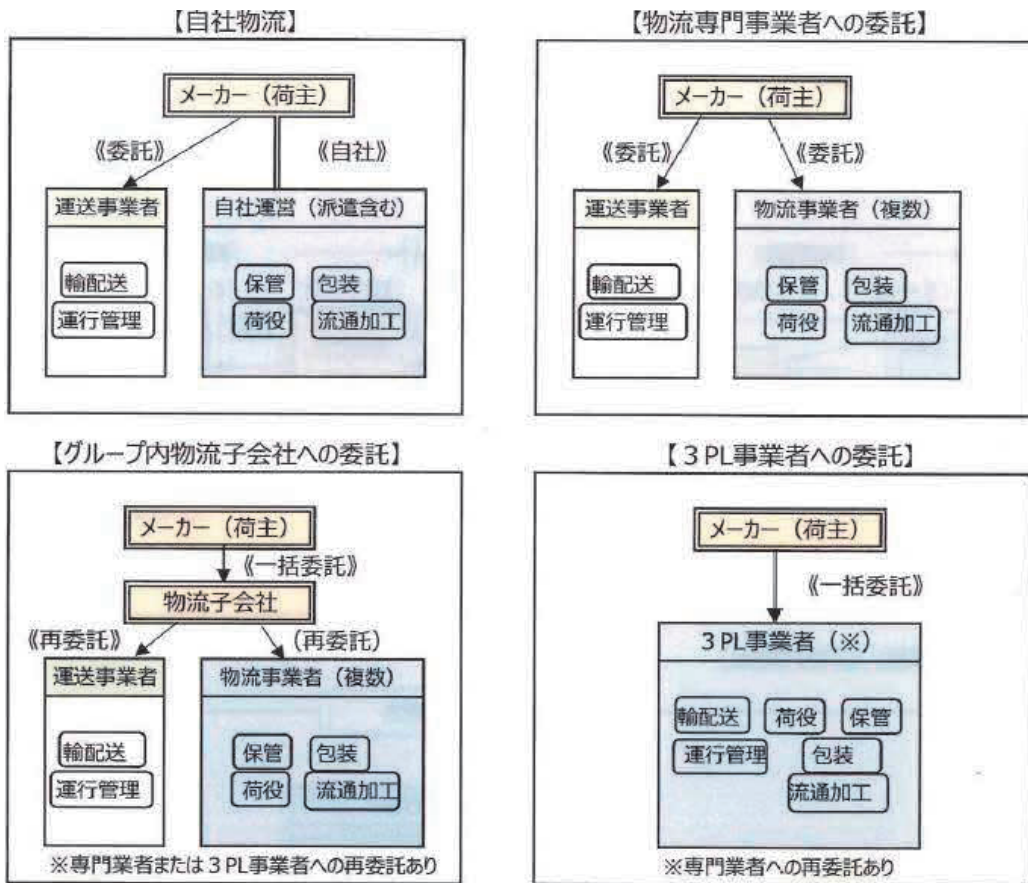 【自社物流】
メーカー（荷主）
《委託》
《自社》
運送事業者
輸配送
運行管理
自社運営（派遣含む）
保管
包装
荷役
流通加工
【物流専門事業者への委託】
メーカー（荷主）
《委託》
《委託》
運送事業者
輸配送
運行管理
物流事業者（複数）
保管
包装
荷役
流通加工
【グループ内物流子会社への委託】
メーカー（荷主）
《一括委託》
物流子会社
《再委託》
（再委託）
運送事業者
輸配送
運行管理
物流事業者（複数）
保管
包装
荷役
流通加工
※専門業者または３PL事業者への再委託あり
【３PL事業者への委託】
メーカー（荷主）
《一括委託》
３PL事業者（※）
輸配送
荷役
保管
運行管理
包装
流通加工
※専門業者への再委託あり